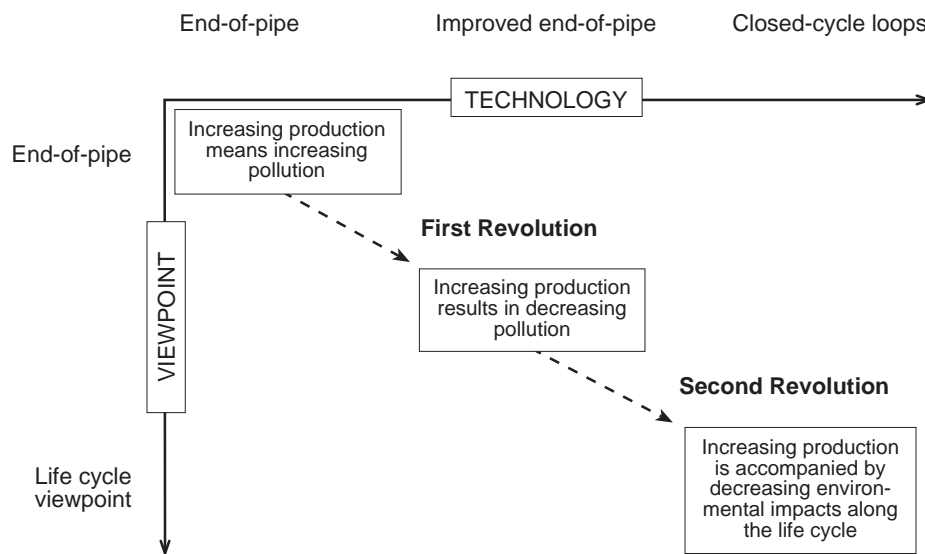 End-of-pipe
Improved end-of-pipe
Closed-cycle loops
TECHNOLOGY
End-of-pipe
Increasing production
means increasing
pollution
First Revolution
VIEWPOINT
Increasing production
results in decreasing
pollution
Second Revolution
Life cycle
viewpoint
Increasing production
is accompanied by
decreasing environ-
mental impacts along
the life cycle